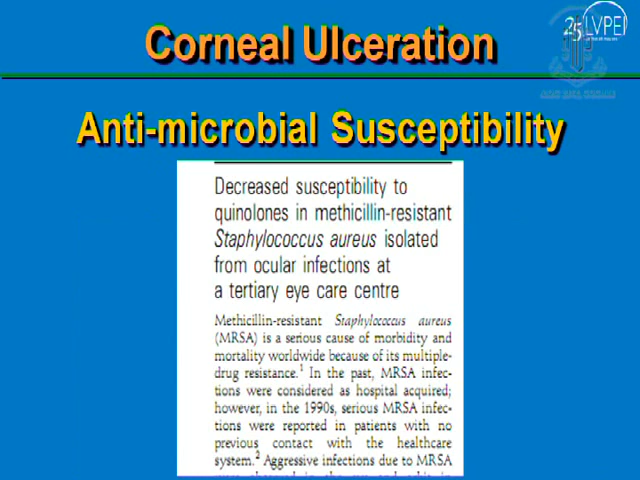 Corneal Ulceration
25 LVPEI
Anti-microbial Susceptibility
Decreased susceptibility to
quinolones in methicillin-resistant
Staphylococcus aureus isolated
from ocular infections at
a tertiary eye care centre
Methicillin-resistant Staphylococcus aureus
(MRSA) is a serious cause of morbidity and
mortality worldwide because of its multiple-
drug resistance.1 In the past, MRSA infec-
tions were considered as hospital acquired;
however, in the 1990s, serious MRSA infec-
tions were reported in patients with no
previous contact with the healthcare
system.2 Aggressive infections due to MRSA